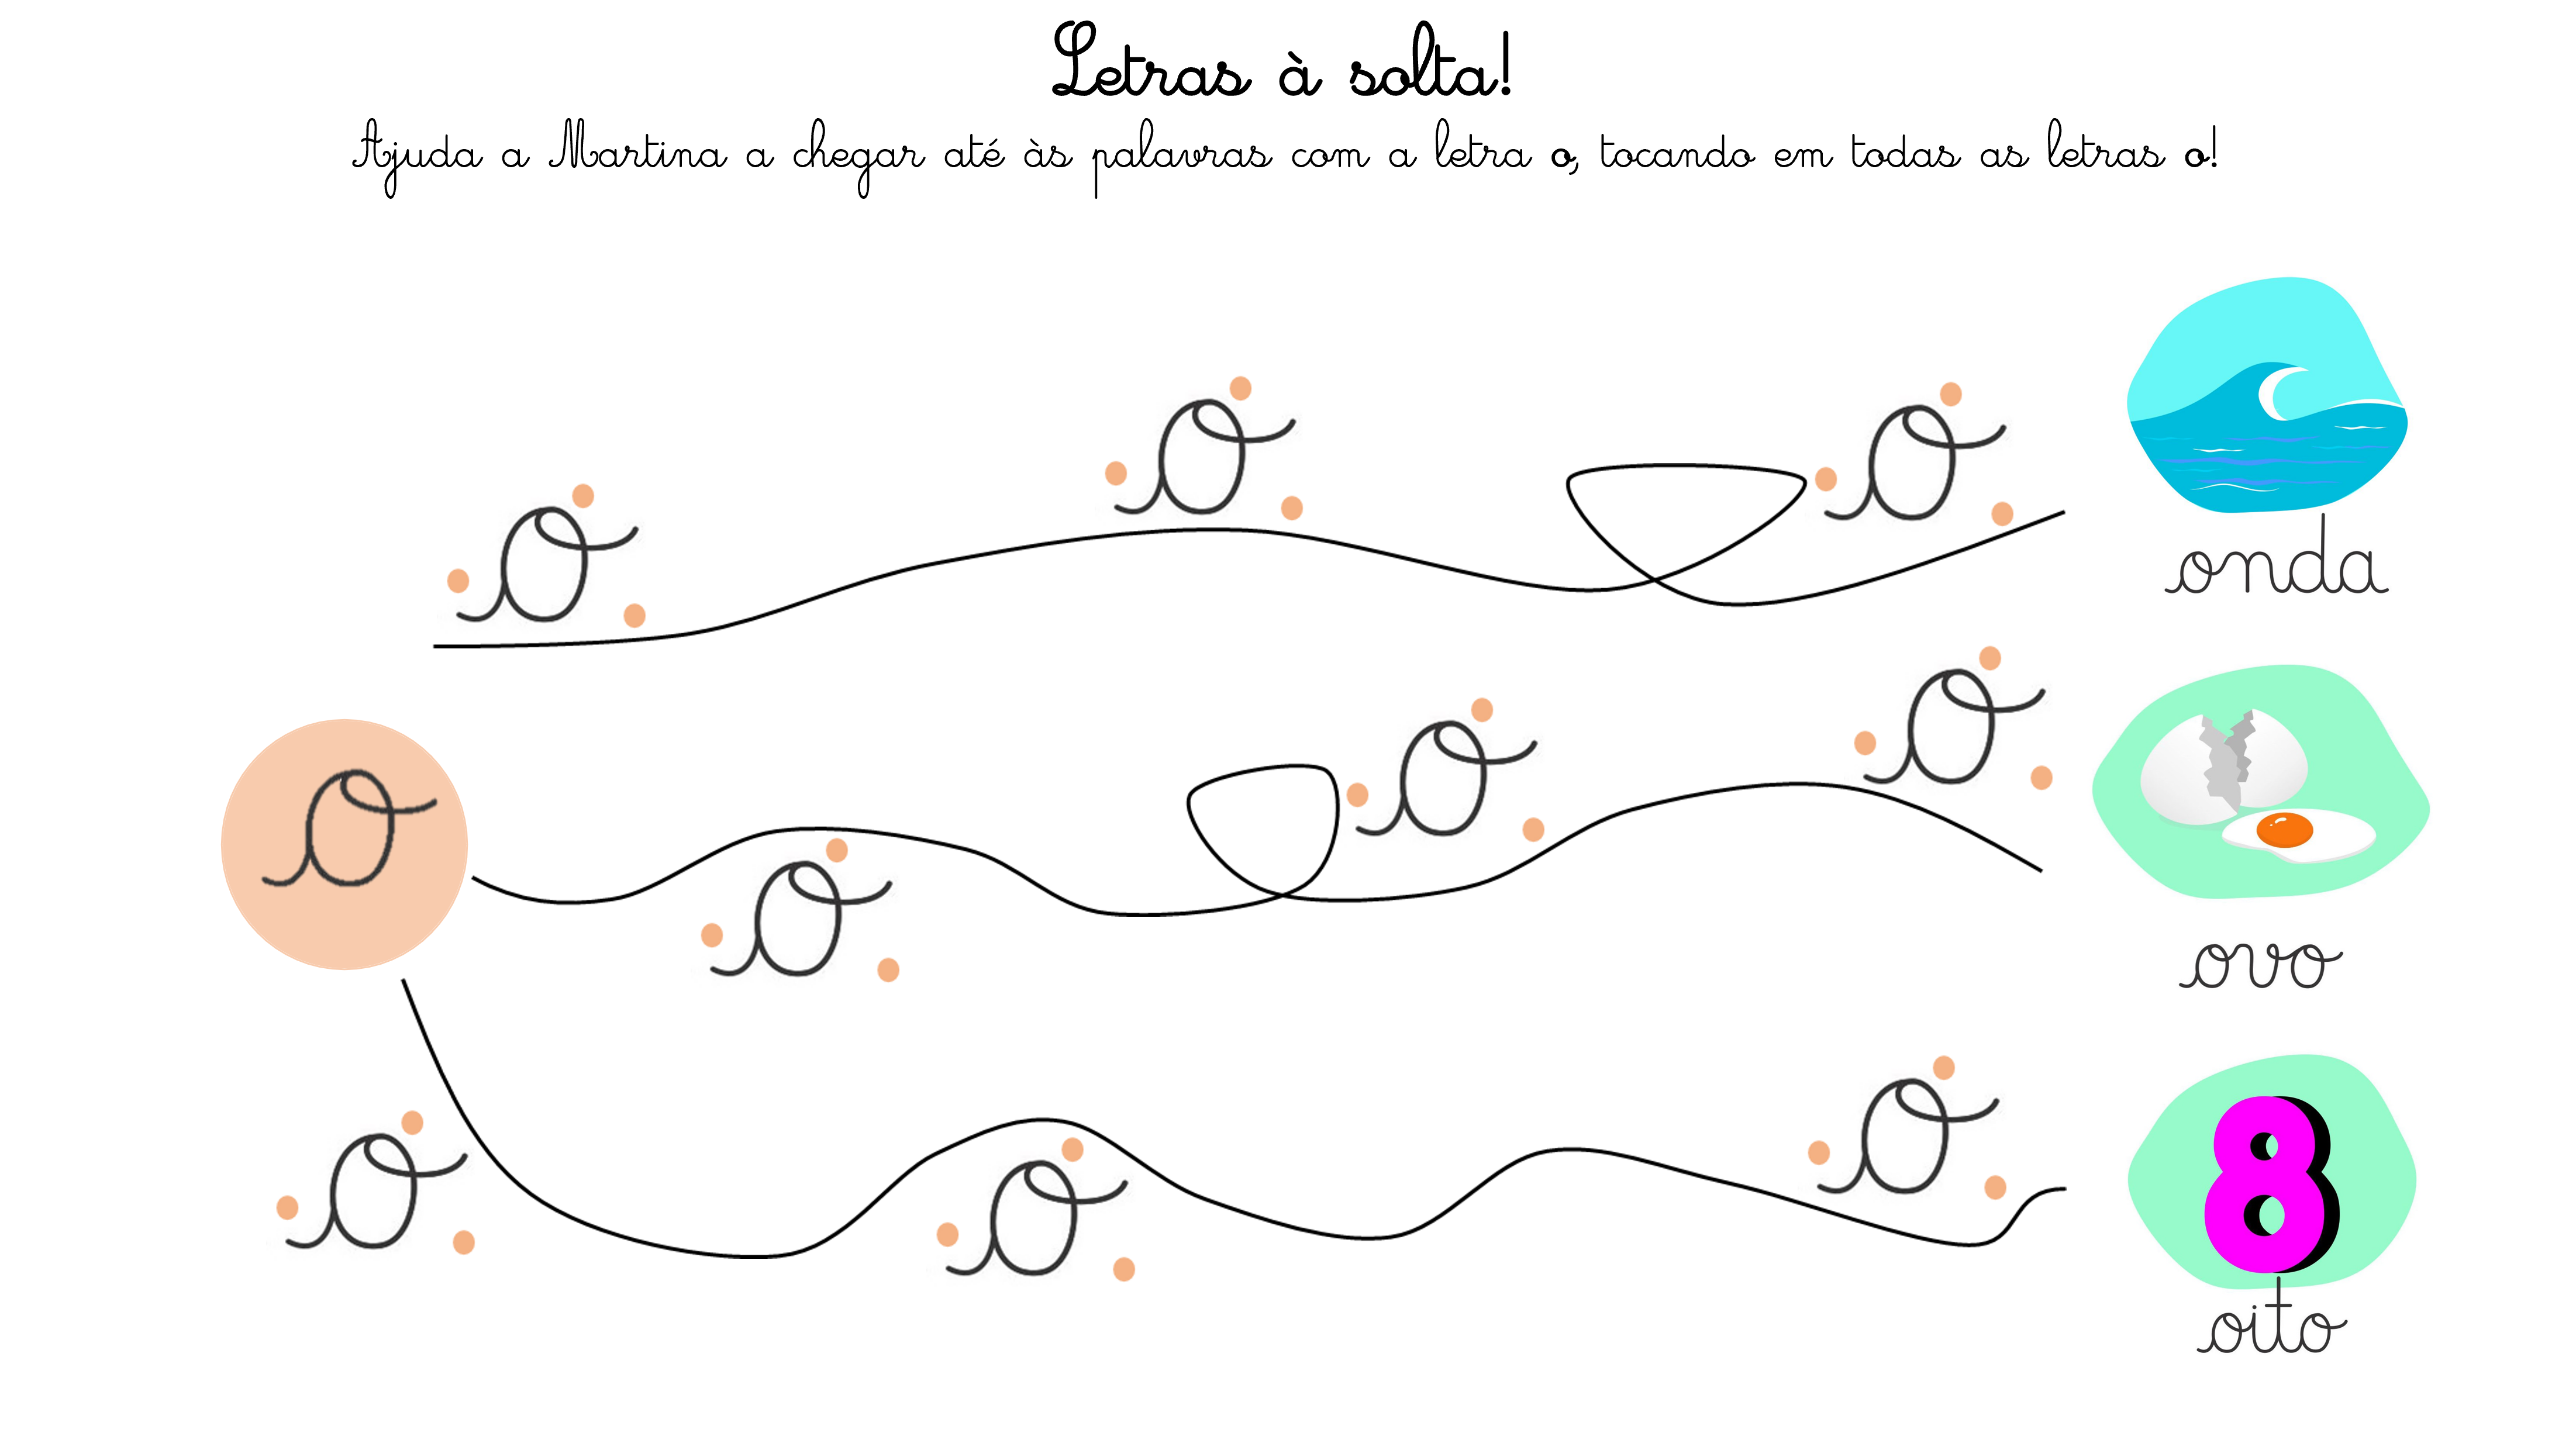 Letras à solta!
Ajuda a Martina a chegar até às palavras com a letra o, tocando em todas as letras o!
o o o
onda
o o o o
ovo
o o o
8
oito